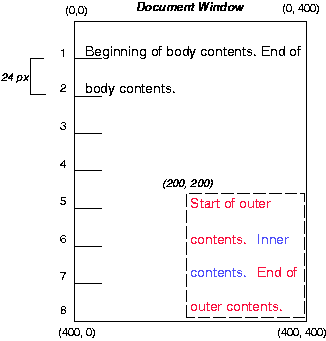 Document Window
(0,0)
(0, 400)
1 Beginning of body contents. End of
24 px
2 body contents.
3
4
(200, 200)
5 Start of outer
6 contents. Inner
7 contents. End of
8 outer contents.
(400, 0)
(400, 400)